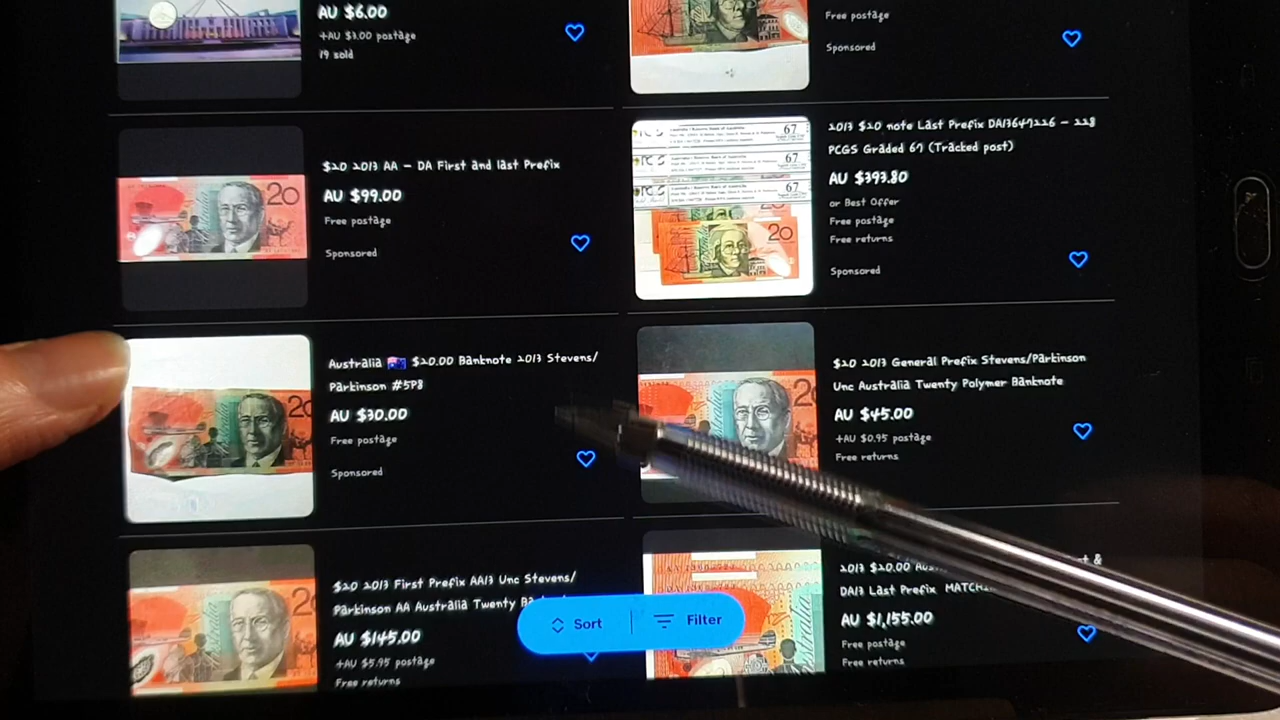 AU $6.00
+AU $3.00 postage
19 sold
Free postage
Sponsored
$20 2013 AA - DA First and last Prefix
AU $99.00
Free postage
Sponsored
20
67
67
67
20
2013 $20 note Last Prefix DA13647226 - 228
PCGS Graded 67 (Tracked post)
AU $393.80
or Best Offer
Free postage
Free returns
Sponsored
Australia 🇦🇺 $20.00 Banknote 2013 Stevens/
Parkinson #5P8
AU $30.00
Free postage
Sponsored
$20 2013 General Prefix Stevens/Parkinson
Unc Australia Twenty Polymer Banknote
AU $45.00
+AU $0.95 postage
Free returns
$20 2013 First Prefix AA13 Unc Stevens/
Parkinson AA Australia Twenty
AU $145.00
+AU $5.95 postage
Free returns
2013 $20.00 &
DA13 Last Prefix
AU $1,155.00
Free postage
Free returns
Sort
Filter